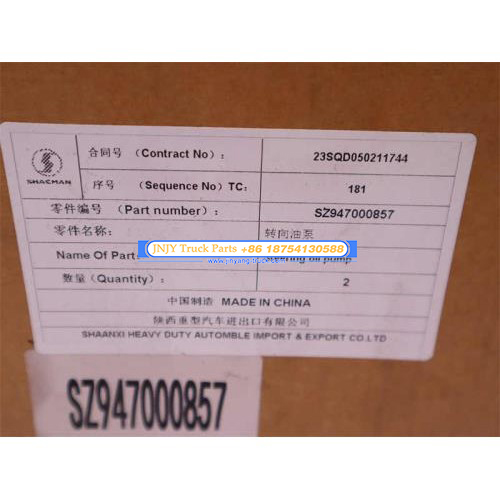 SHACMAN
合同号 (Contract No): 23SQD050211744
序号 (Sequence No) TC: 181
零件编号 (Part number): SZ947000857
零件名称: 转向油泵
JNJY Truck Parts +86 18754130588
Name Of Part: Steering oil pump
数量 (Quantity): 2
中国制造 MADE IN CHINA
陕西重型汽车进出口有限公司
SHAANXI HEAVY DUTY AUTOMBLE IMPORT & EXPORT CO.LTD
SZ947000857